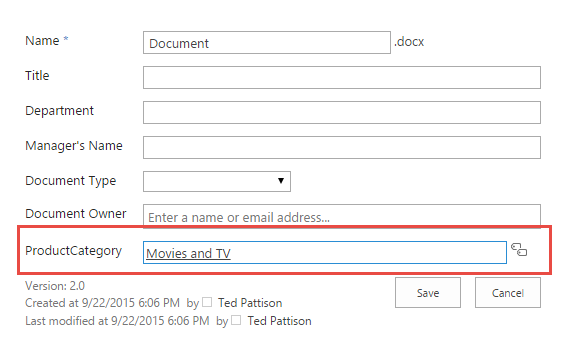 Name * Document .docx
Title
Department
Manager's Name
Document Type
Document Owner Enter a name or email address...
ProductCategory Movies and TV
Version: 2.0
Created at 9/22/2015 6:06 PM by Ted Pattison
Last modified at 9/22/2015 6:06 PM by Ted Pattison
Save Cancel